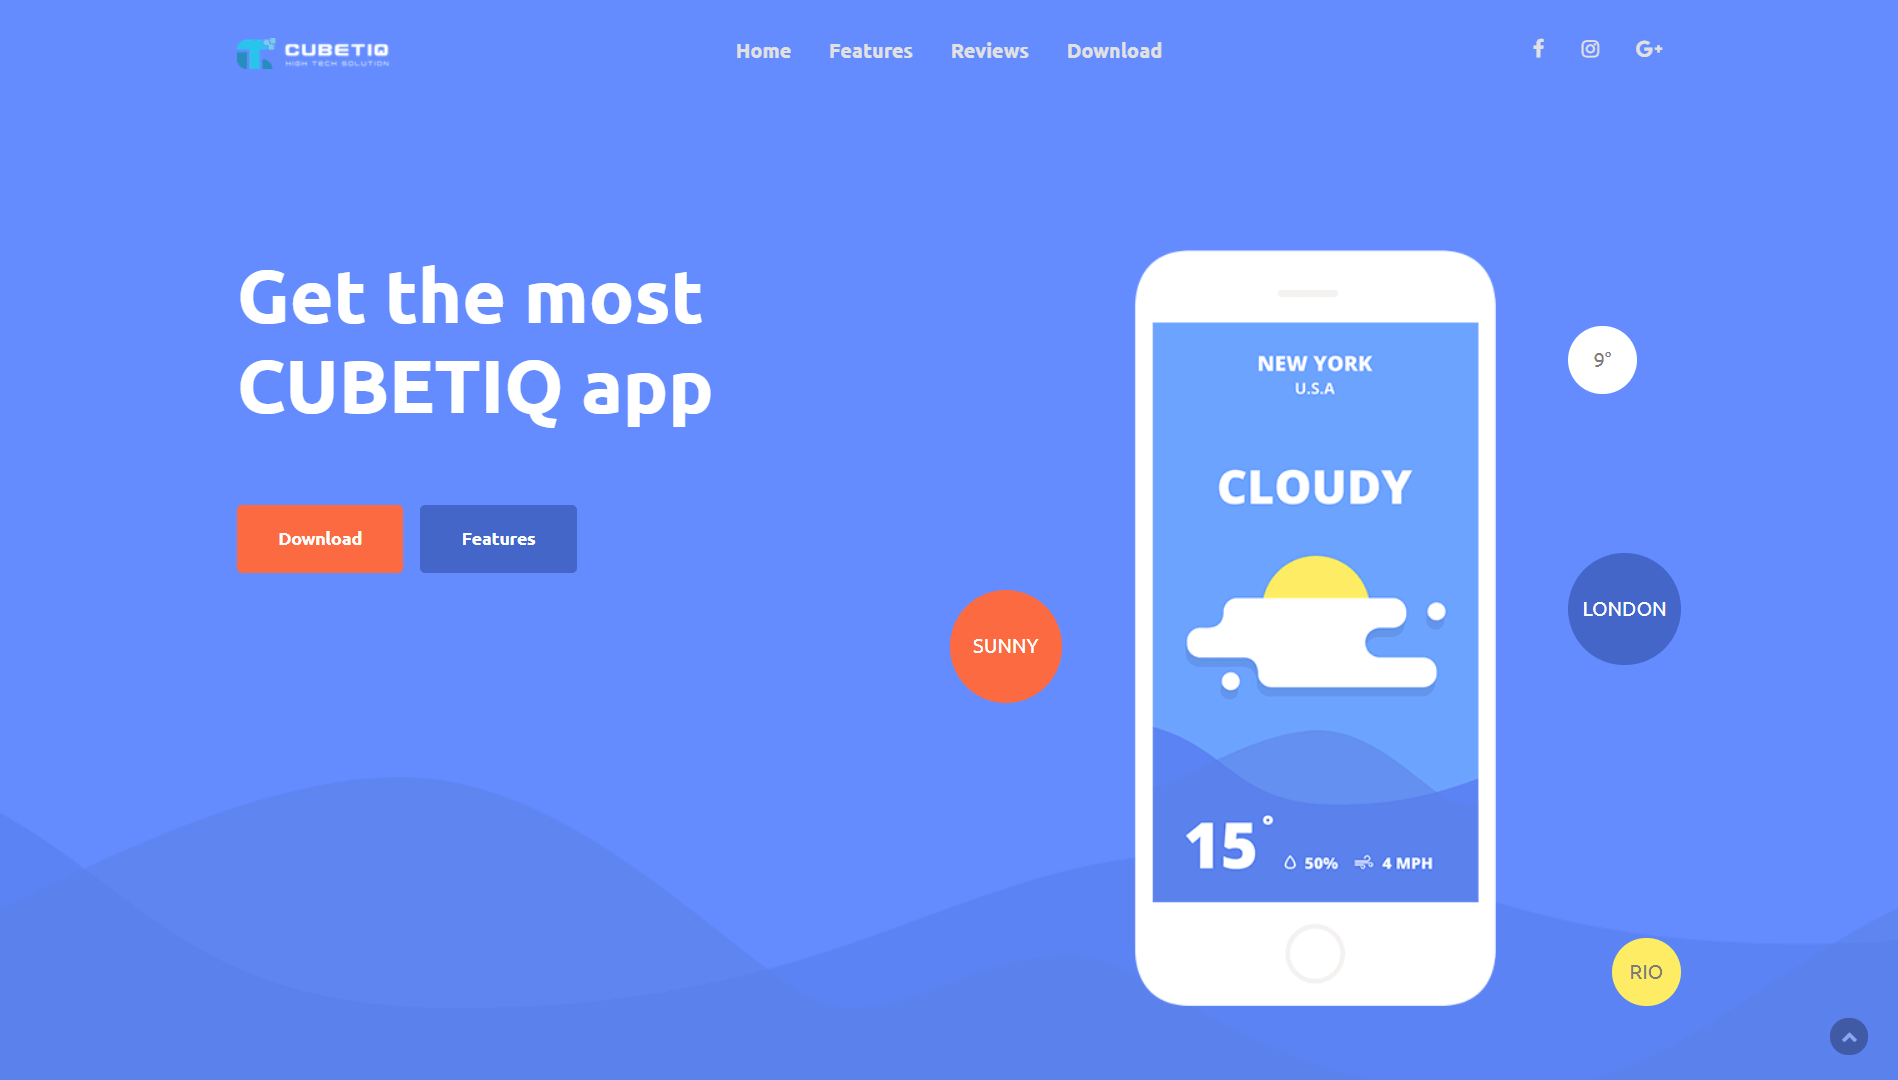 CUBETIQ
HIGH TECH SOLUTION
Home Features Reviews Download
G+
Get the most
CUBETIQ app
Download Features
NEW YORK
U.S.A
CLOUDY
15° 50% 4 MPH
9°
SUNNY
LONDON
RIO